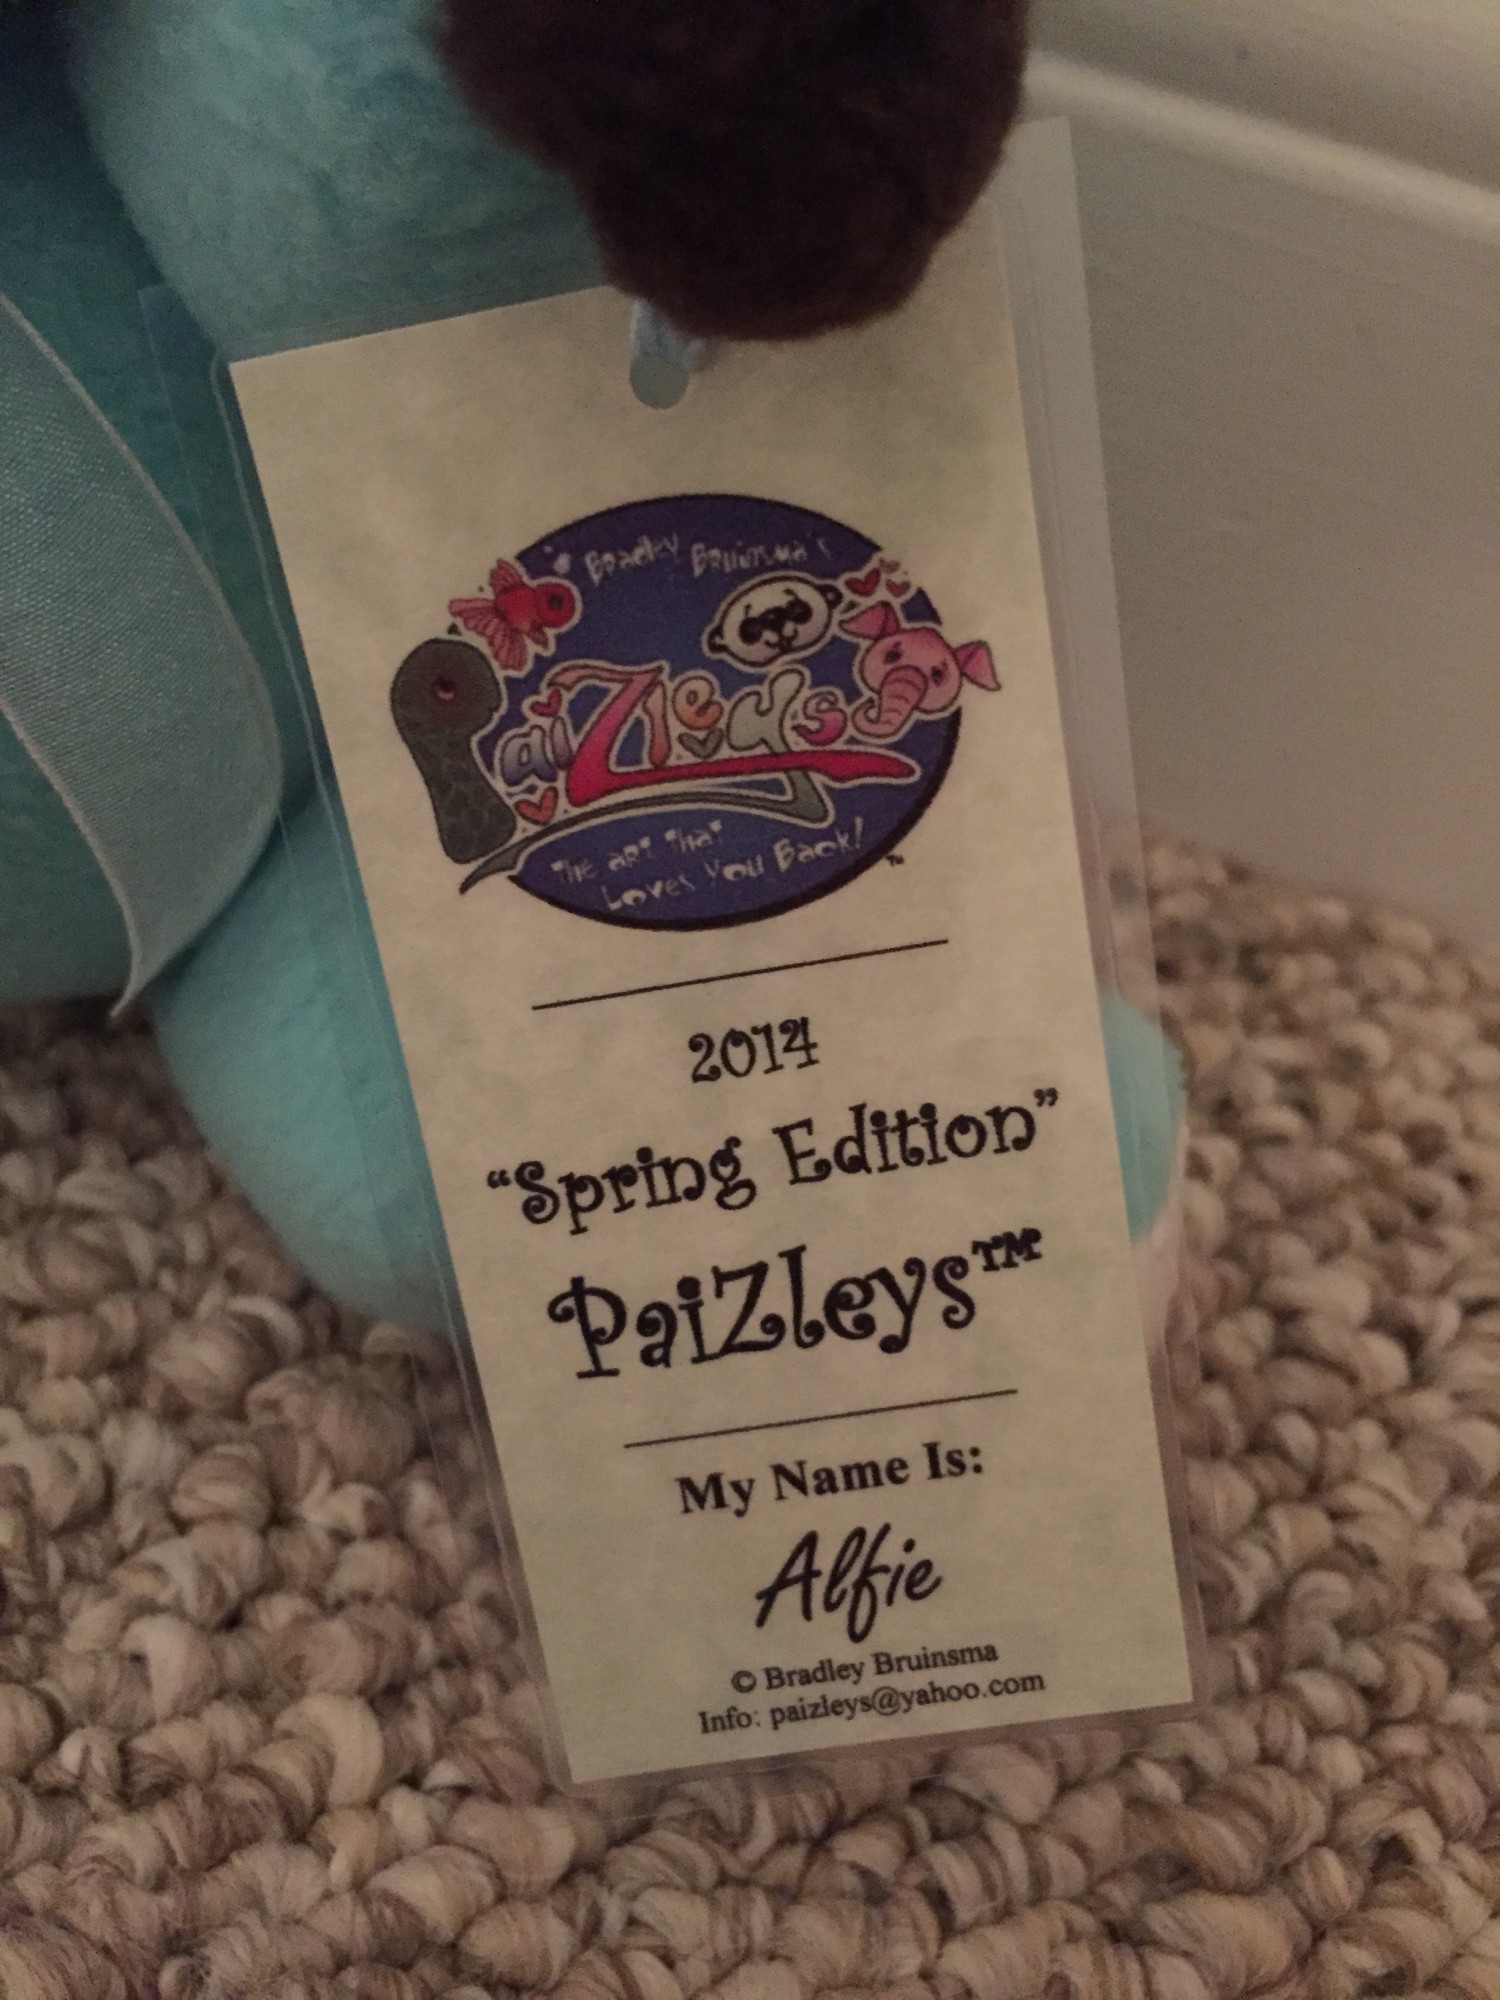 Bradley Bruinsma's
PaiZleys
The art that
Loves You Back!
TM
2014
“Spring Edition”
PaiZleys™
My Name Is:
Alfie
© Bradley Bruinsma
Info: paizleys@yahoo.com